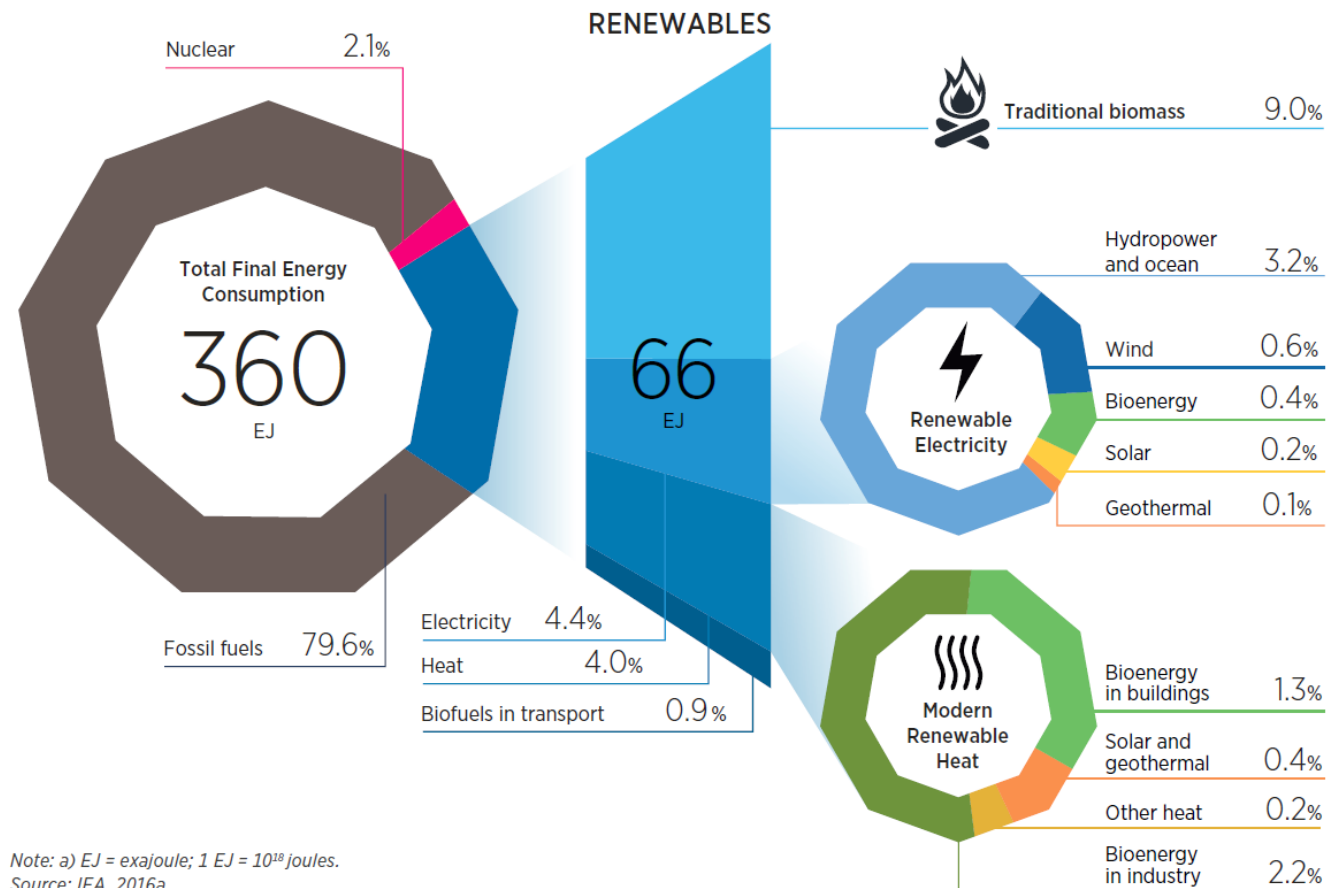 RENEWABLES
Nuclear 2.1%
Total Final Energy
Consumption
360
EJ
Fossil fuels 79.6%
66
EJ
Electricity 4.4%
Heat 4.0%
Biofuels in transport 0.9%
Traditional biomass 9.0%
Renewable
Electricity
Hydropower
and ocean 3.2%
Wind 0.6%
Bioenergy 0.4%
Solar 0.2%
Geothermal 0.1%
Modern
Renewable
Heat
Bioenergy
in buildings 1.3%
Solar and
geothermal 0.4%
Other heat 0.2%
Bioenergy
in industry 2.2%
Note: a) EJ = exajoule; 1 EJ = 10¹⁸ joules.
Source: IEA, 2016a